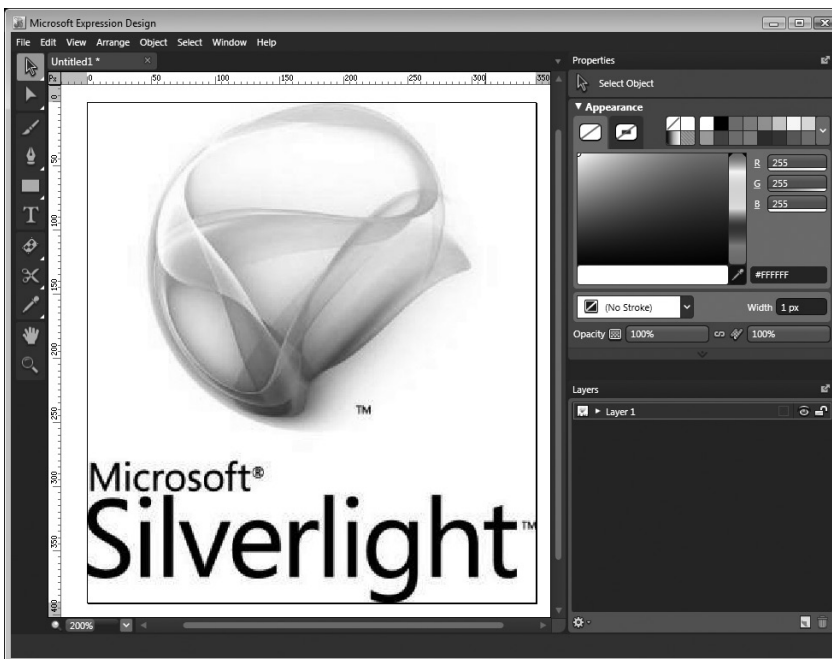 Microsoft Expression Design
File Edit View Arrange Object Select Window Help
Untitled1 *
Px 0 50 100 150 200 250 300 350
0
50
100
150
200
250
300
350
400
TM
Microsoft®
Silverlight™
200%
Properties
Select Object
Appearance
R 255
G 255
B 255
#FFFFFF
(No Stroke) Width 1 px
Opacity 100% 100%
Layers
Layer 1